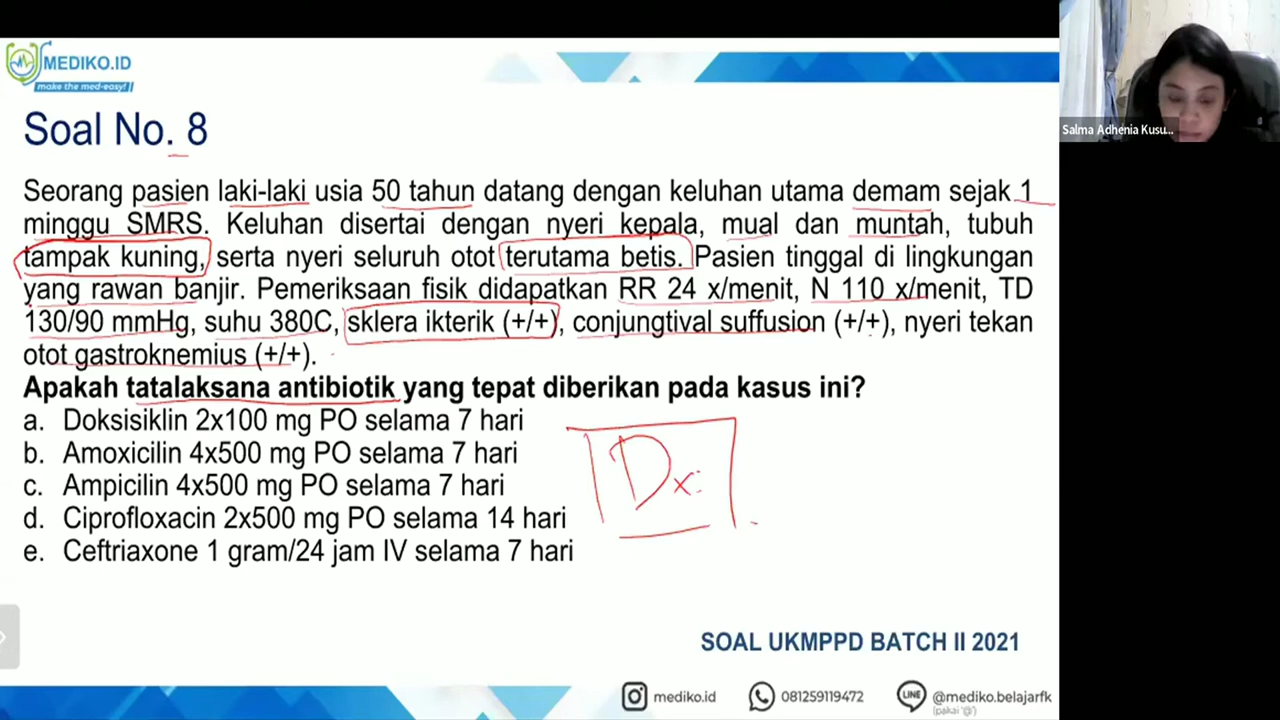 MEDIKO.ID
make the med-easy!
Soal No. 8
Salma Adhenia Kusu...
Seorang pasien laki-laki usia 50 tahun datang dengan keluhan utama demam sejak 1
minggu SMRS. Keluhan disertai dengan nyeri kepala, mual dan muntah, tubuh
tampak kuning, serta nyeri seluruh otot terutama betis. Pasien tinggal di lingkungan
yang rawan banjir. Pemeriksaan fisik didapatkan RR 24 x/menit, N 110 x/menit, TD
130/90 mmHg, suhu 380C, sklera ikterik (+/+), conjungtival suffusion (+/+), nyeri tekan
otot gastroknemius (+/+).
Apakah tatalaksana antibiotik yang tepat diberikan pada kasus ini?
a. Doksisiklin 2x100 mg PO selama 7 hari
b. Amoxicilin 4x500 mg PO selama 7 hari
c. Ampicilin 4x500 mg PO selama 7 hari
d. Ciprofloxacin 2x500 mg PO selama 14 hari
e. Ceftriaxone 1 gram/24 jam IV selama 7 hari
Dx:
SOAL UKMPPD BATCH II 2021
mediko.id
081259119472
LINE
@mediko.belajarfk
(pakai '@')